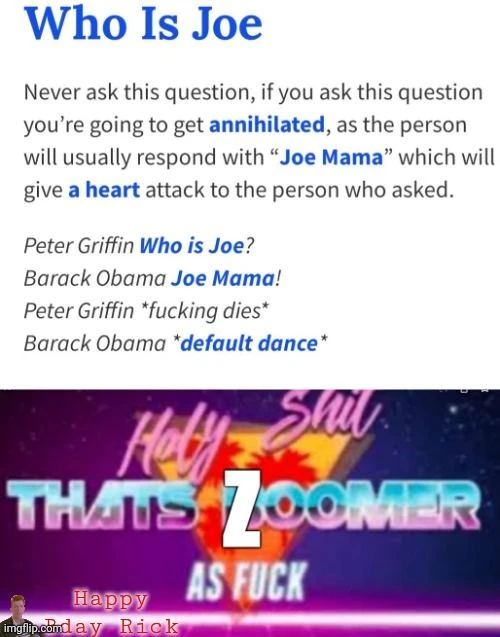 Who Is Joe
Never ask this question, if you ask this question
you're going to get annihilated, as the person
will usually respond with “Joe Mama” which will
give a heart attack to the person who asked.
Peter Griffin Who is Joe?
Barack Obama Joe Mama!
Peter Griffin *fucking dies*
Barack Obama *default dance*
Holy Shit
THATS ZOOMER
AS FUCK
Happy
Bday Rick
imgflip.com